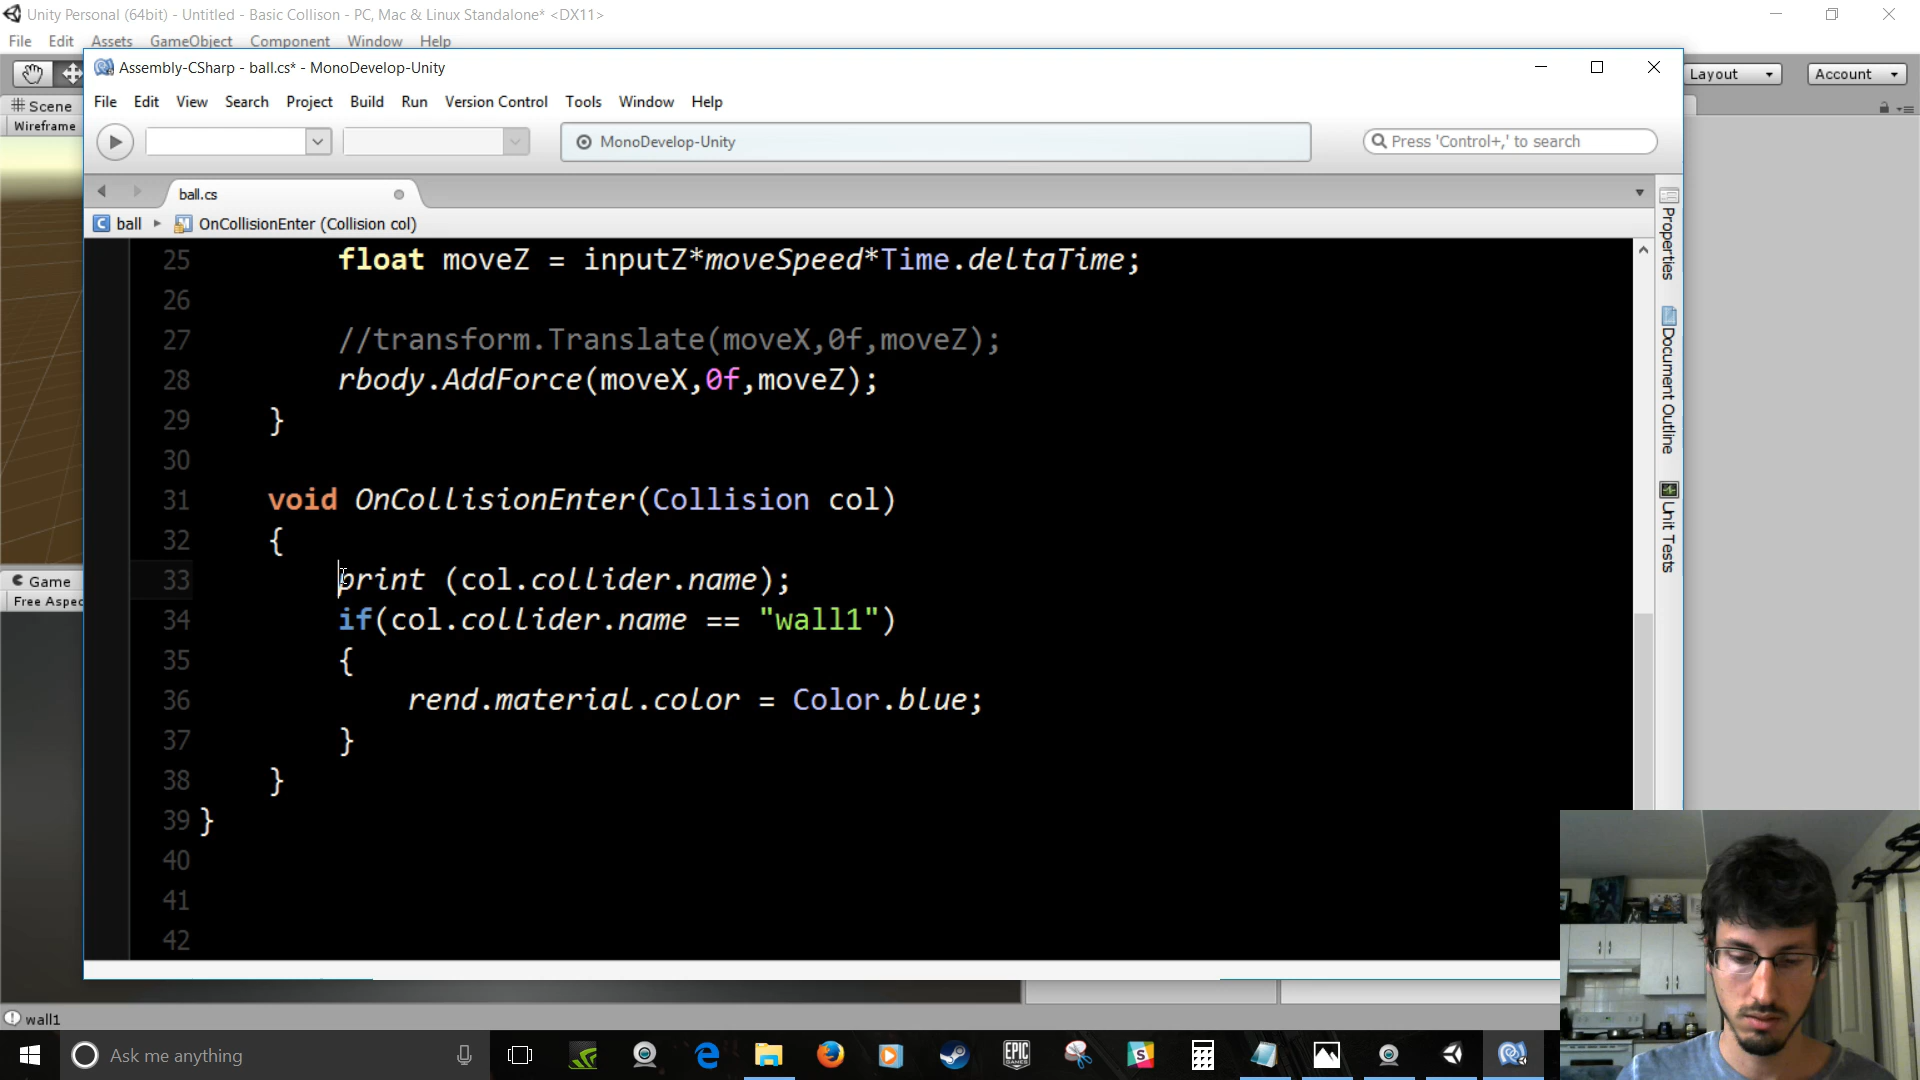 Unity Personal (64bit) - Untitled - Basic Collison - PC, Mac & Linux Standalone* <DX11>
File Edit Assets GameObject Component Window Help
Assembly-CSharp - ball.cs* - MonoDevelop-Unity
Layout
Account
File Edit View Search Project Build Run Version Control Tools Window Help
Scene
Wireframe
MonoDevelop-Unity
Press 'Control+,' to search
ball.cs
ball OnCollisionEnter (Collision col)
25 float moveZ = inputZ*moveSpeed*Time.deltaTime;
26
27 //transform.Translate(moveX,0f,moveZ);
28 rbody.AddForce(moveX,0f,moveZ);
29 }
30
31 void OnCollisionEnter(Collision col)
32 {
33 print (col.collider.name);
34 if(col.collider.name == "wall1")
35 {
36 rend.material.color = Color.blue;
37 }
38 }
39 }
40
41
42
Properties
Document Outline
Unit Tests
Game
Free Aspec
wall1
Ask me anything
EPIC
GAMES